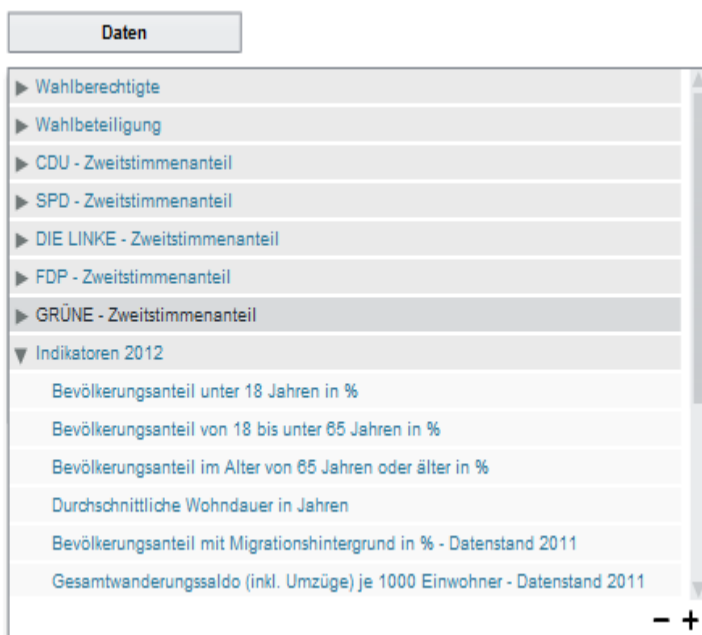 Daten
Wahlberechtigte
Wahlbeteiligung
CDU - Zweitstimmenanteil
SPD - Zweitstimmenanteil
DIE LINKE - Zweitstimmenanteil
FDP - Zweitstimmenanteil
GRÜNE - Zweitstimmenanteil
Indikatoren 2012
Bevölkerungsanteil unter 18 Jahren in %
Bevölkerungsanteil von 18 bis unter 65 Jahren in %
Bevölkerungsanteil im Alter von 65 Jahren oder älter in %
Durchschnittliche Wohndauer in Jahren
Bevölkerungsanteil mit Migrationshintergrund in % - Datenstand 2011
Gesamtwanderungssaldo (inkl. Umzüge) je 1000 Einwohner - Datenstand 2011